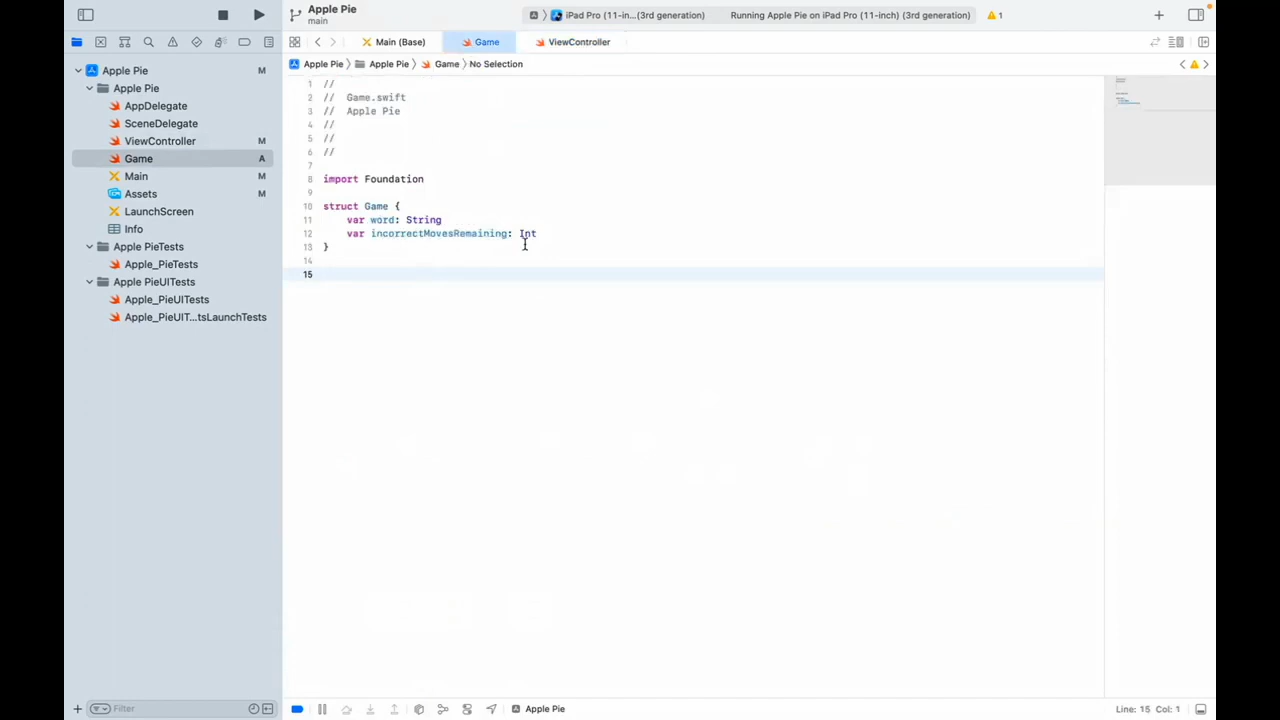 Apple Pie
main
iPad Pro (11-in...(3rd generation)
Running Apple Pie on iPad Pro (11-inch) (3rd generation)
1
Main (Base)
Game
ViewController
Apple Pie
Apple Pie
Game
No Selection
Apple Pie M
Apple Pie
AppDelegate
SceneDelegate
ViewController M
Game A
Main M
Assets M
LaunchScreen
Info
Apple PieTests
Apple_PieTests
Apple PieUITests
Apple_PieUITests
Apple_PieUIT...tsLaunchTests
Filter
1 //
2 // Game.swift
3 // Apple Pie
4 //
5 //
6 //
7
8 import Foundation
9
10 struct Game {
11 var word: String
12 var incorrectMovesRemaining: Int
13 }
14
15
Apple Pie
Line: 15 Col: 1